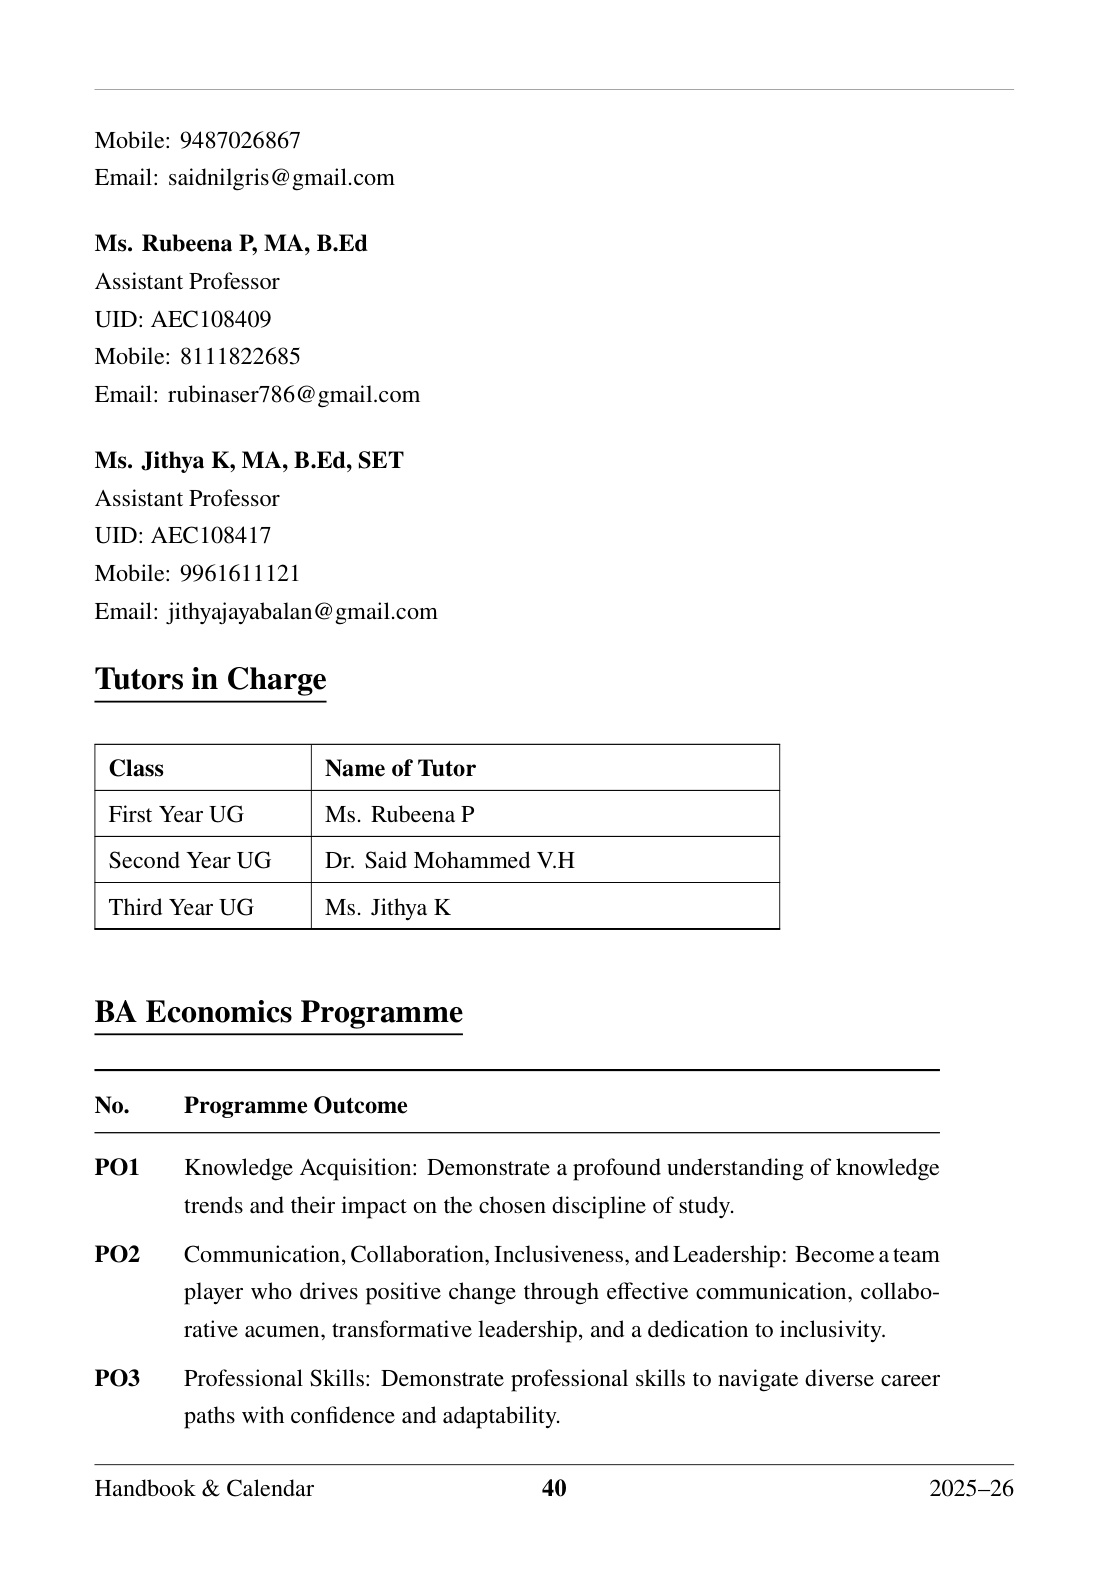 Mobile: 9487026867
Email: saidnilgris@gmail.com
Ms. Rubeena P, MA, B.Ed
Assistant Professor
UID: AEC108409
Mobile: 8111822685
Email: rubinaser786@gmail.com
Ms. Jithya K, MA, B.Ed, SET
Assistant Professor
UID: AEC108417
Mobile: 9961611121
Email: jithyajayabalan@gmail.com
Tutors in Charge
Class Name of Tutor
First Year UG Ms. Rubeena P
Second Year UG Dr. Said Mohammed V.H
Third Year UG Ms. Jithya K
BA Economics Programme
No. Programme Outcome
PO1 Knowledge Acquisition: Demonstrate a profound understanding of knowledge
trends and their impact on the chosen discipline of study.
PO2 Communication, Collaboration, Inclusiveness, and Leadership: Become a team
player who drives positive change through effective communication, collabo-
rative acumen, transformative leadership, and a dedication to inclusivity.
PO3 Professional Skills: Demonstrate professional skills to navigate diverse career
paths with confidence and adaptability.
Handbook & Calendar 40 2025–26